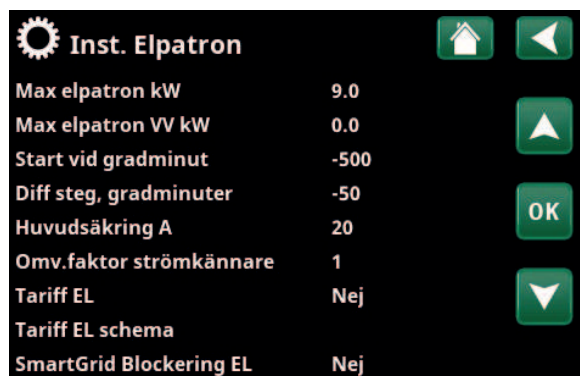 Inst. Elpatron
Max elpatron kW 9.0
Max elpatron VV kW 0.0
Start vid gradminut -500
Diff steg, gradminuter -50
OK
Huvudsäkring A 20
Omv.faktor strömkännare 1
Tariff EL Nej
Tariff EL schema
SmartGrid Blockering EL Nej